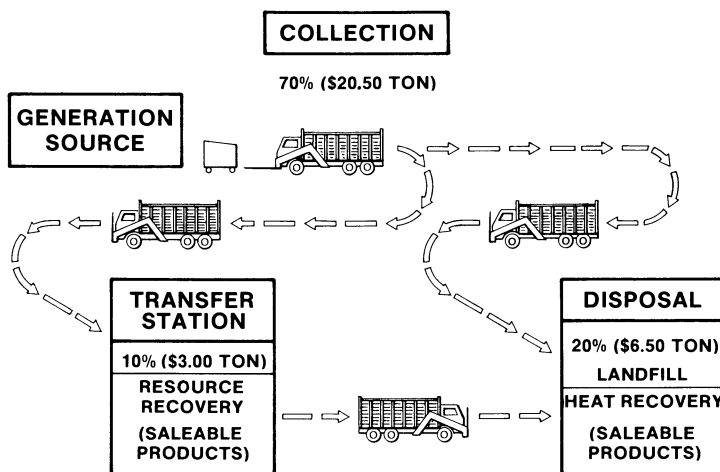 COLLECTION
70% ($20.50 TON)
GENERATION
SOURCE
TRANSFER
STATION
10% ($3.00 TON)
RESOURCE
RECOVERY
(SALEABLE
PRODUCTS)
DISPOSAL
20% ($6.50 TON)
LANDFILL
HEAT RECOVERY
(SALEABLE
PRODUCTS)